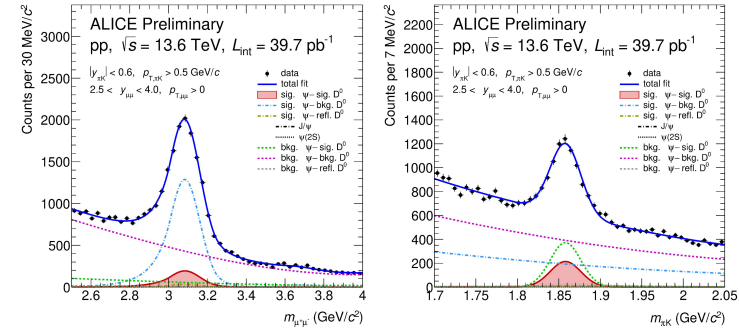 ALICE Preliminary
pp, √s = 13.6 TeV, L_int = 39.7 pb⁻¹
|y_πK| < 0.6, p_T,πK > 0.5 GeV/c
2.5 < y_μμ < 4.0, p_T,μμ > 0
data
total fit
sig. ψ– sig. D⁰
sig. ψ– bkg. D⁰
sig. ψ– refl. D⁰
J/ψ
ψ(2S)
bkg. ψ– sig. D⁰
bkg. ψ– bkg. D⁰
bkg. ψ– refl. D⁰
Counts per 30 MeV/c²
3000
2500
2000
1500
1000
500
0
2.6 2.8 3 3.2 3.4 3.6 3.8 4
m_μ⁺μ⁻ (GeV/c²)
ALICE Preliminary
pp, √s = 13.6 TeV, L_int = 39.7 pb⁻¹
|y_πK| < 0.6, p_T,πK > 0.5 GeV/c
2.5 < y_μμ < 4.0, p_T,μμ > 0
data
total fit
sig. ψ– sig. D⁰
sig. ψ– bkg. D⁰
sig. ψ– refl. D⁰
J/ψ
ψ(2S)
bkg. ψ– sig. D⁰
bkg. ψ– bkg. D⁰
bkg. ψ– refl. D⁰
Counts per 7 MeV/c²
2200
2000
1800
1600
1400
1200
1000
800
600
400
200
0
1.7 1.75 1.8 1.85 1.9 1.95 2 2.05
m_πK (GeV/c²)